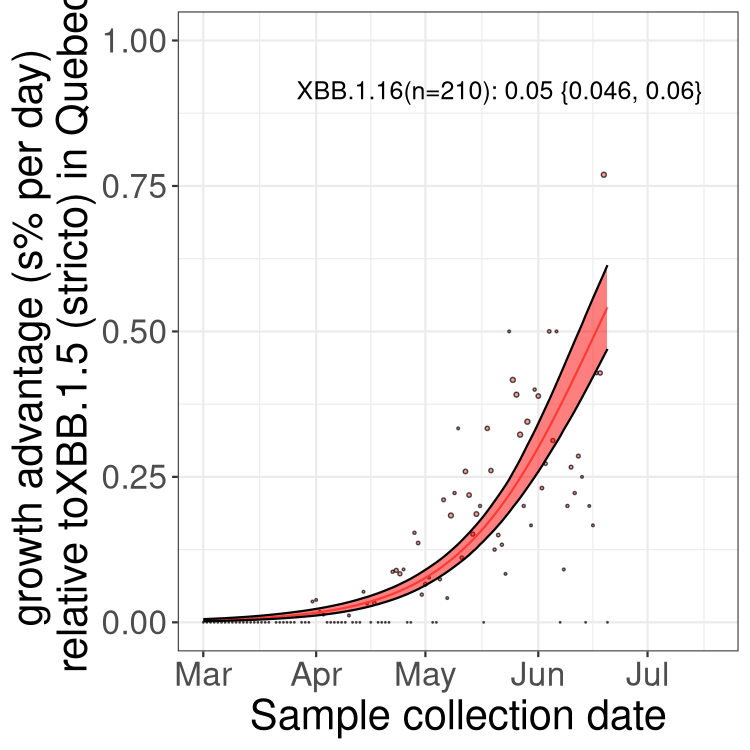 growth advantage (s% per day)
relative toXBB.1.5 (stricto) in Quebec
1.00
0.75
0.50
0.25
0.00
XBB.1.16(n=210): 0.05 {0.046, 0.06}
Mar Apr May Jun Jul
Sample collection date